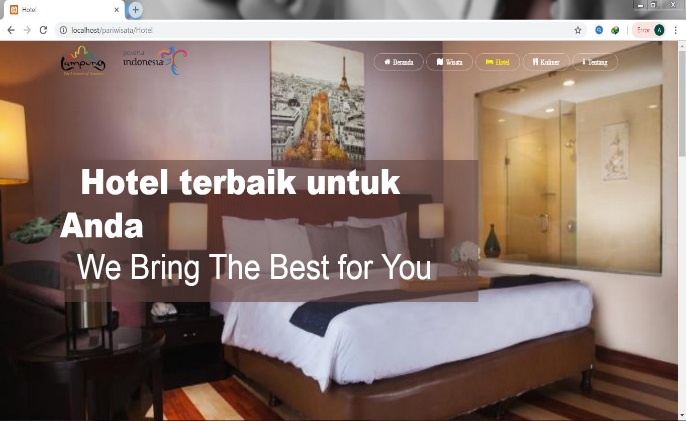 Hotel
localhost/pariwisata/Hotel
Error
A
Lampung
pesona
indonesia
Beranda
Wisata
Hotel
Kuliner
Tentang
Hotel terbaik untuk
Anda
We Bring The Best for You